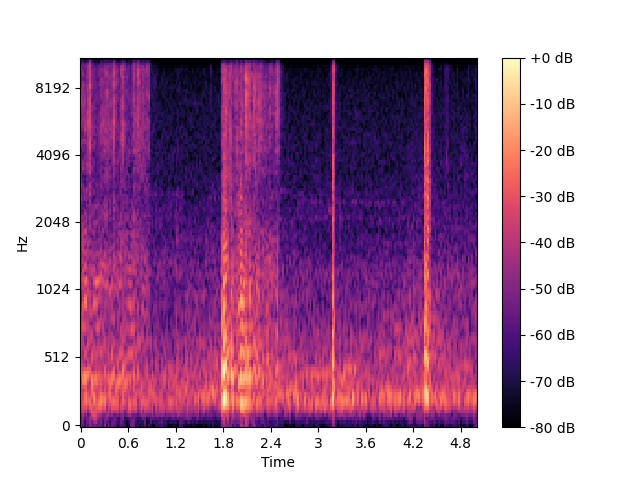 8192
4096
2048
1024
512
0
Hz
0 0.6 1.2 1.8 2.4 3 3.6 4.2 4.8
Time
+0 dB
-10 dB
-20 dB
-30 dB
-40 dB
-50 dB
-60 dB
-70 dB
-80 dB